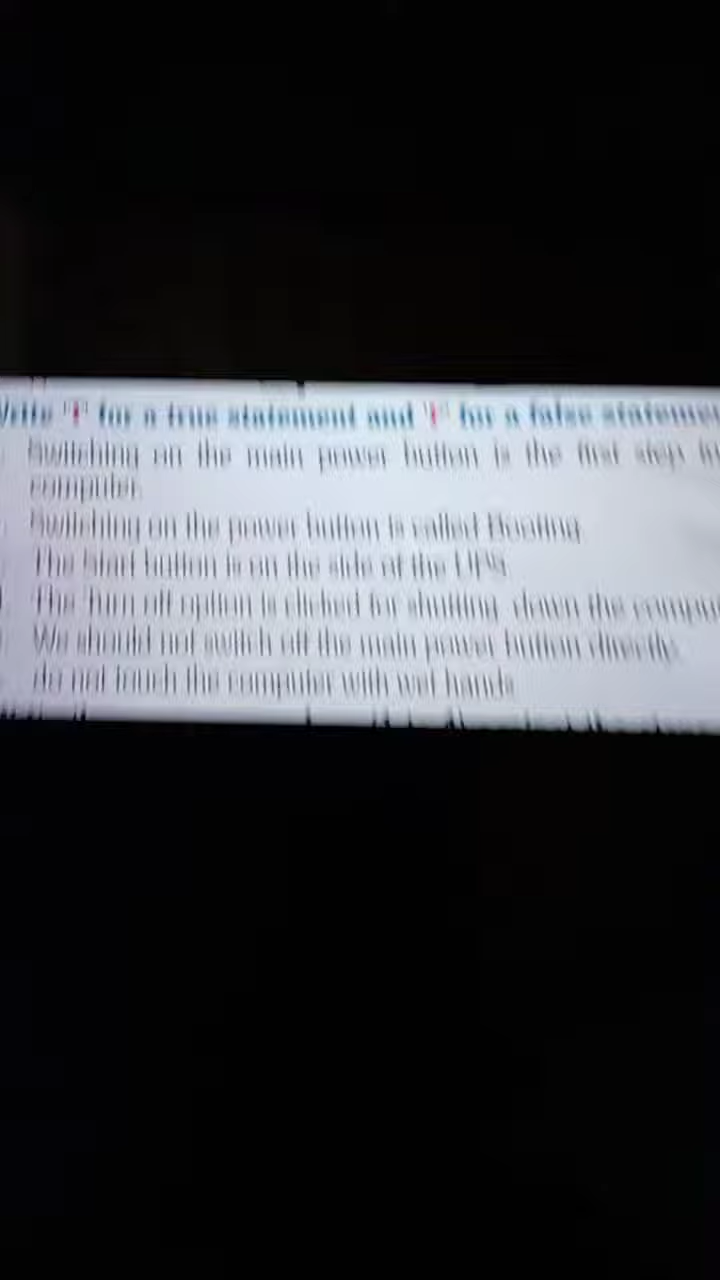 Write 'T' for a true statement and 'F' for a false
Switching on the main power button is the first step
computer.
Switching on the power button is called Booting
The Start button is on the side of the UPS
The Turn off option is clicked for shutting down the
We should not switch off the main power button directly.
do not touch the computer with wet hands